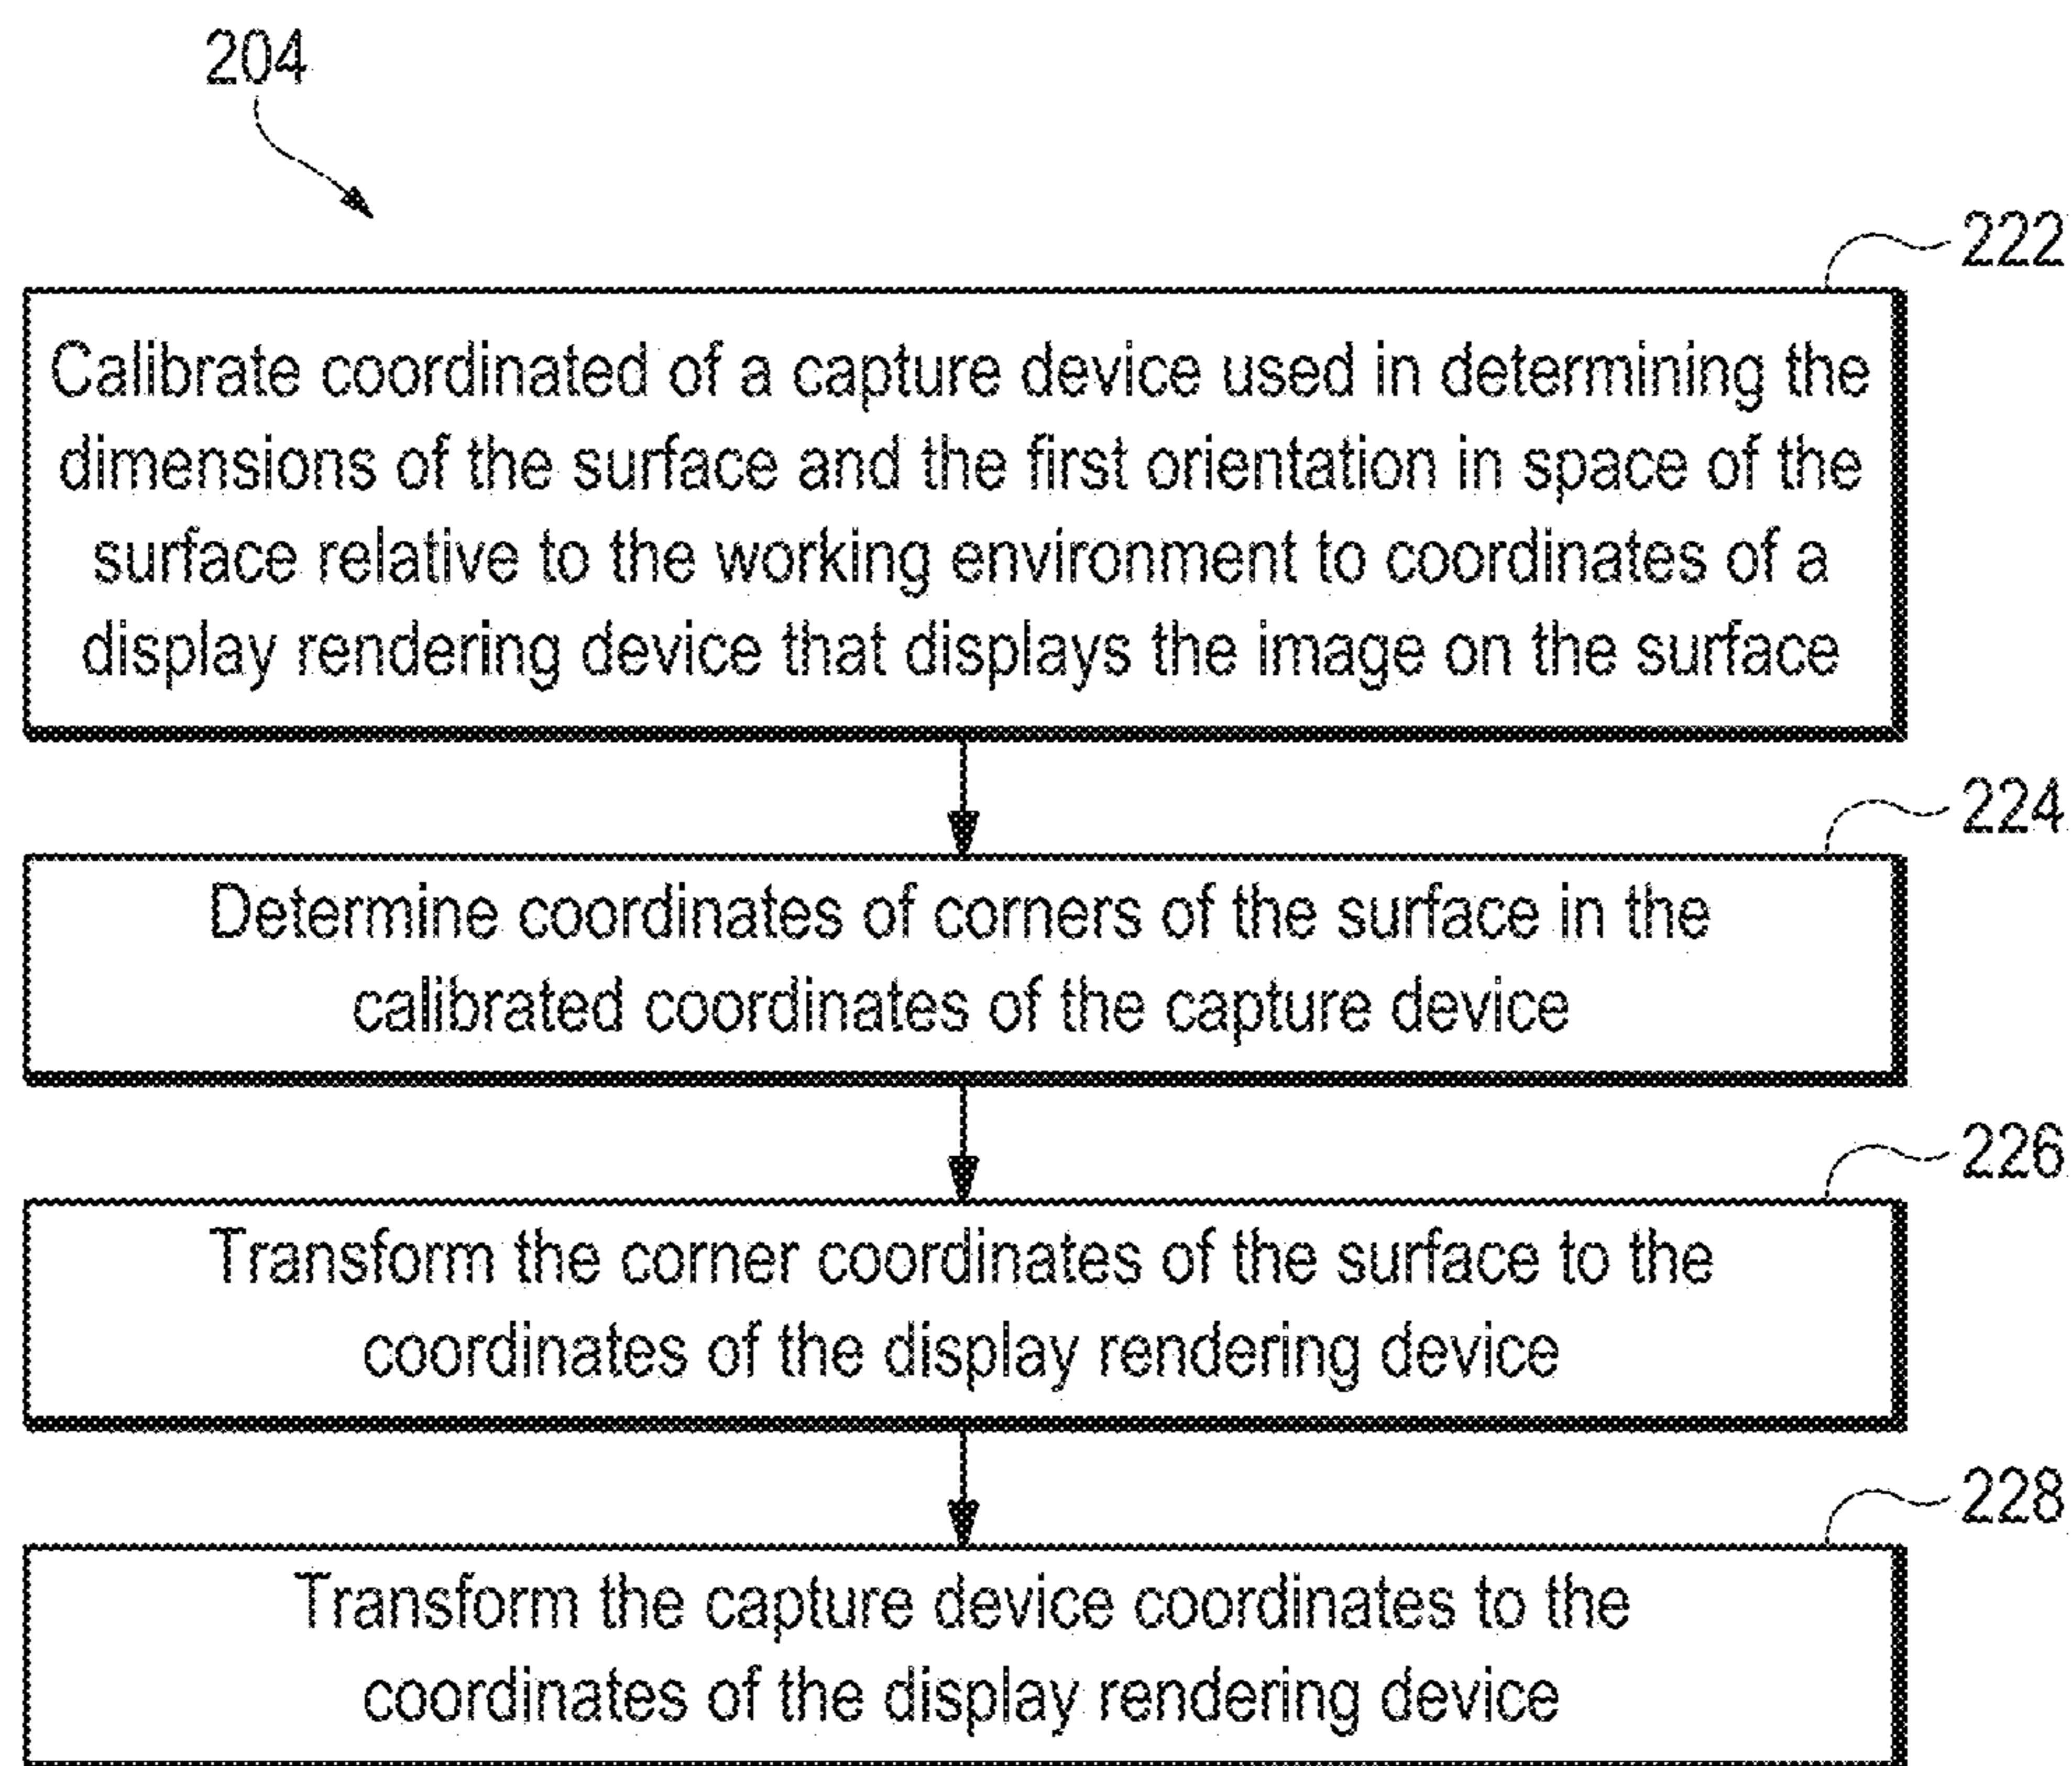 204
222
Calibrate coordinated of a capture device used in determining the
dimensions of the surface and the first orientation in space of the
surface relative to the working environment to coordinates of a
display rendering device that displays the image on the surface
224
Determine coordinates of corners of the surface in the
calibrated coordinates of the capture device
226
Transform the corner coordinates of the surface to the
coordinates of the display rendering device
228
Transform the capture device coordinates to the
coordinates of the display rendering device